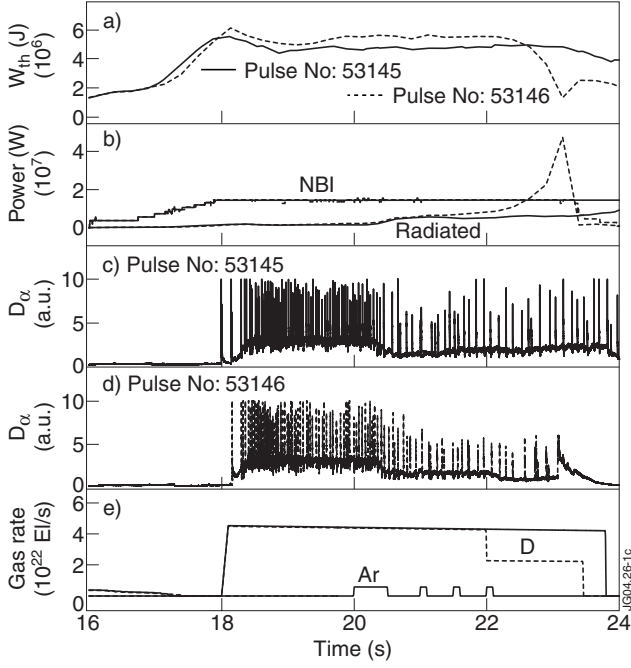 a)
W_th (J)
(10^6)
6
4
2
0
Pulse No: 53145
Pulse No: 53146
b)
Power (W)
(10^7)
4
2
0
NBI
Radiated
c) Pulse No: 53145
D_α
(a.u.)
10
5
0
d) Pulse No: 53146
D_α
(a.u.)
10
5
0
e)
Gas rate
(10^22 El/s)
6
4
2
0
D
Ar
16 18 20 22 24
Time (s)
JG04.26-1c